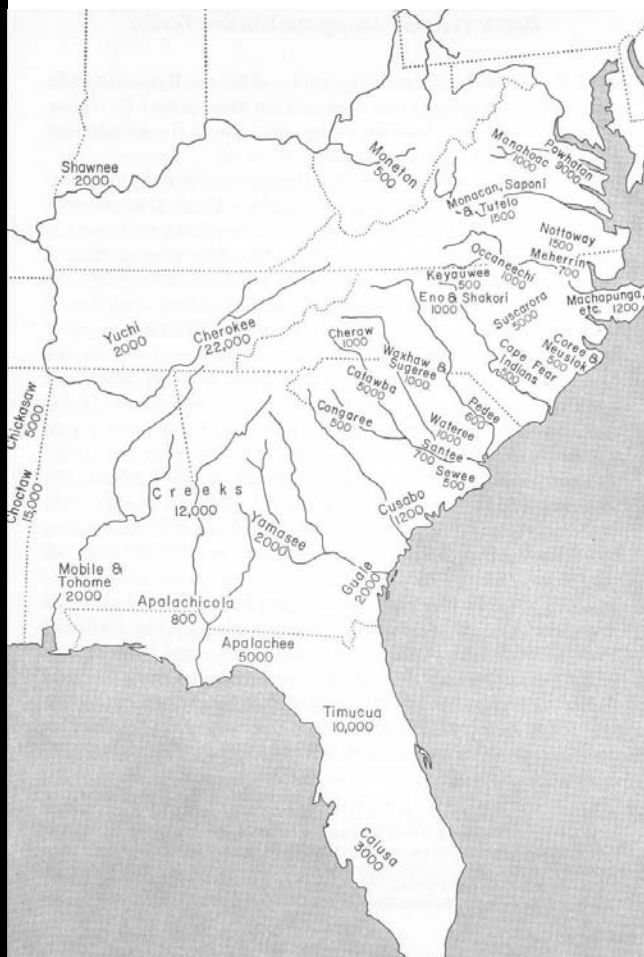 Shawnee
2000
Moneton
500
Manahoac
1000
Powhatan
9000
Monacan, Saponi
& Tutelo
1500
Nottoway
1500
Meherrin
700
Occaneechi
1000
Keyauwee
500
Eno & Shakori
1000
Machapunga,
etc. 1200
Suscarora
5000
Coree &
Neusiok
500
Cape Fear
Indians
500
Yuchi
2000
Cherokee
22,000
Cheraw
1000
Waxhaw &
Sugeree
1000
Catawba
5000
Pedee
600
Congaree
500
Wateree
1000
Santee
700
Sewee
500
Cusabo
1200
Chickasaw
5000
Choctaw
15,000
Creeks
12,000
Yamasee
2000
Guale
2000
Mobile &
Tohome
2000
Apalachicola
800
Apalachee
5000
Timucua
10,000
Calusa
3000